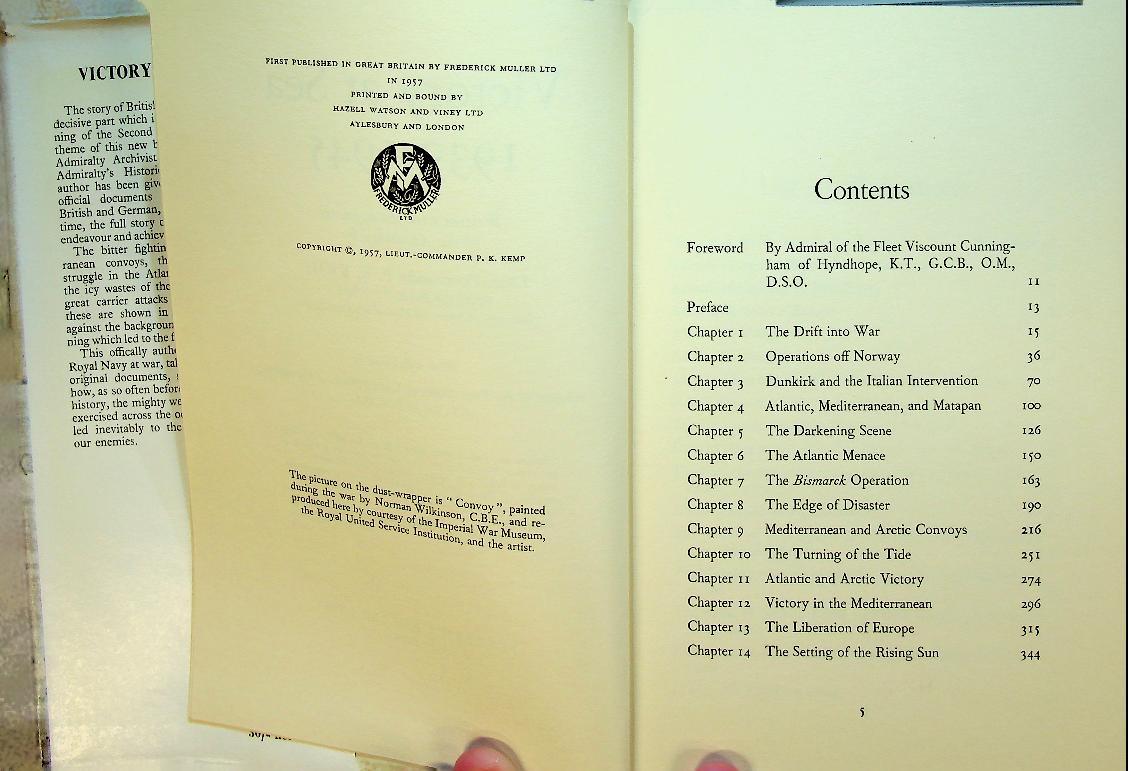 VICTORY
The story of British
decisive part which i
ning of the Second
theme of this new b
Admiralty Archivist
Admiralty's Histori
author has been giv
official documents
British and German,
time, the full story o
endeavour and achiev
The bitter fightin
ranean convoys, th
struggle in the Atlan
the icy wastes of the
great carrier attacks
these are shown in
against the backgroun
ning which led to the f
This offically auth
Royal Navy at war, tal
original documents,
how, as so often befor
history, the mighty we
exercised across the o
led inevitably to the
our enemies.
FIRST PUBLISHED IN GREAT BRITAIN BY FREDERICK MULLER LTD
IN 1957
PRINTED AND BOUND BY
HAZELL WATSON AND VINEY LTD
AYLESBURY AND LONDON
FM
FREDERICK MULLER
LTD
COPYRIGHT ©, 1957, LIEUT.-COMMANDER P. K. KEMP
The picture on the dust-wrapper is "Convoy", painted
during the war by Norman Wilkinson, C.B.E., and re-
produced here by courtesy of the Imperial War Museum,
the Royal United Service Institution, and the artist.
Contents
Foreword By Admiral of the Fleet Viscount Cunning-
ham of Hyndhope, K.T., G.C.B., O.M.,
D.S.O. 11
Preface 13
Chapter 1 The Drift into War 15
Chapter 2 Operations off Norway 36
Chapter 3 Dunkirk and the Italian Intervention 70
Chapter 4 Atlantic, Mediterranean, and Matapan 100
Chapter 5 The Darkening Scene 126
Chapter 6 The Atlantic Menace 150
Chapter 7 The Bismarck Operation 163
Chapter 8 The Edge of Disaster 190
Chapter 9 Mediterranean and Arctic Convoys 216
Chapter 10 The Turning of the Tide 251
Chapter 11 Atlantic and Arctic Victory 274
Chapter 12 Victory in the Mediterranean 296
Chapter 13 The Liberation of Europe 315
Chapter 14 The Setting of the Rising Sun 344
5